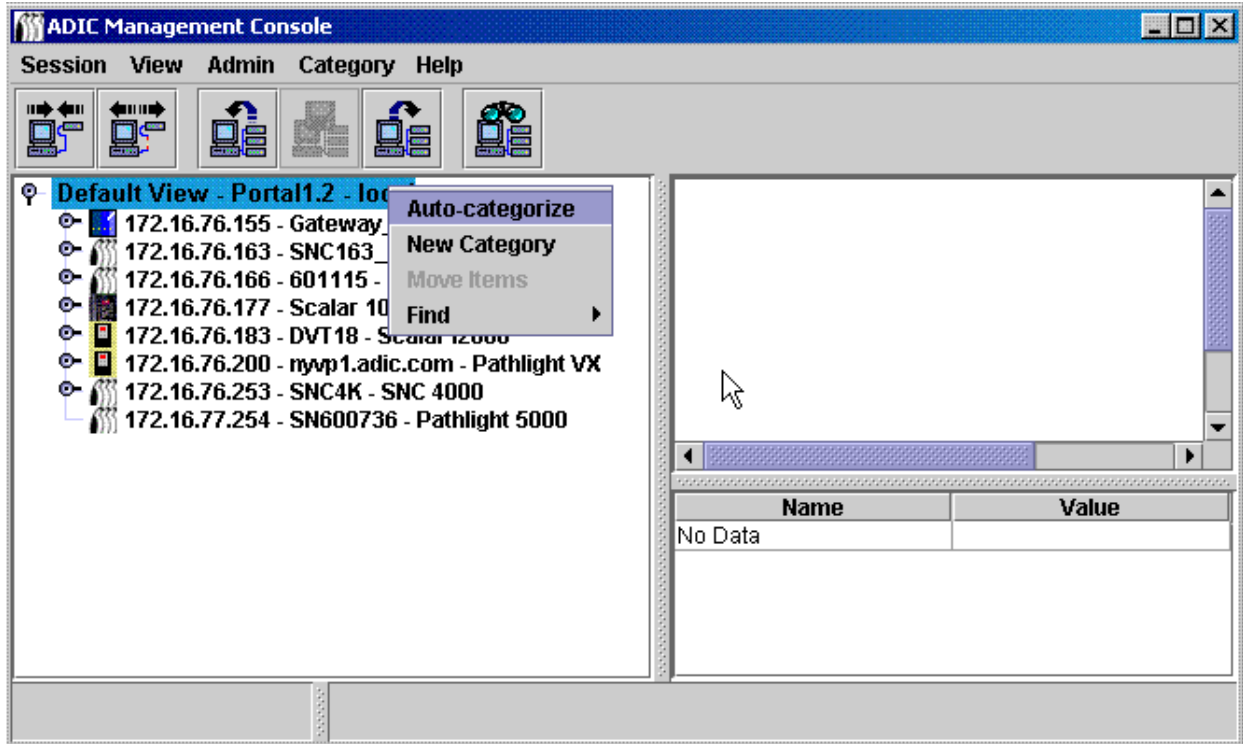 ADIC Management Console
Session View Admin Category Help
Default View - Portal1.2 -
172.16.76.155 - Gateway_
172.16.76.163 - SNC163_
172.16.76.166 - 601115 -
172.16.76.177 - Scalar 10
172.16.76.183 - DVT18 - Scalar i2000
172.16.76.200 - nyvp1.adic.com - Pathlight VX
172.16.76.253 - SNC4K - SNC 4000
172.16.77.254 - SN600736 - Pathlight 5000
Auto-categorize
New Category
Move Items
Find
Name Value
No Data